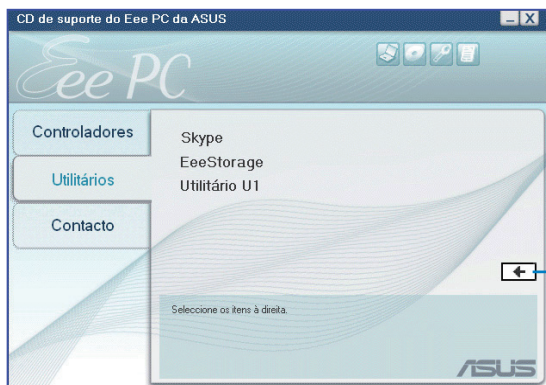 CD de suporte do Eee PC da ASUS
Eee PC
Controladores
Utilitários
Contacto
Skype
EeeStorage
Utilitário U1
Seleccione os itens à direita.
ASUS